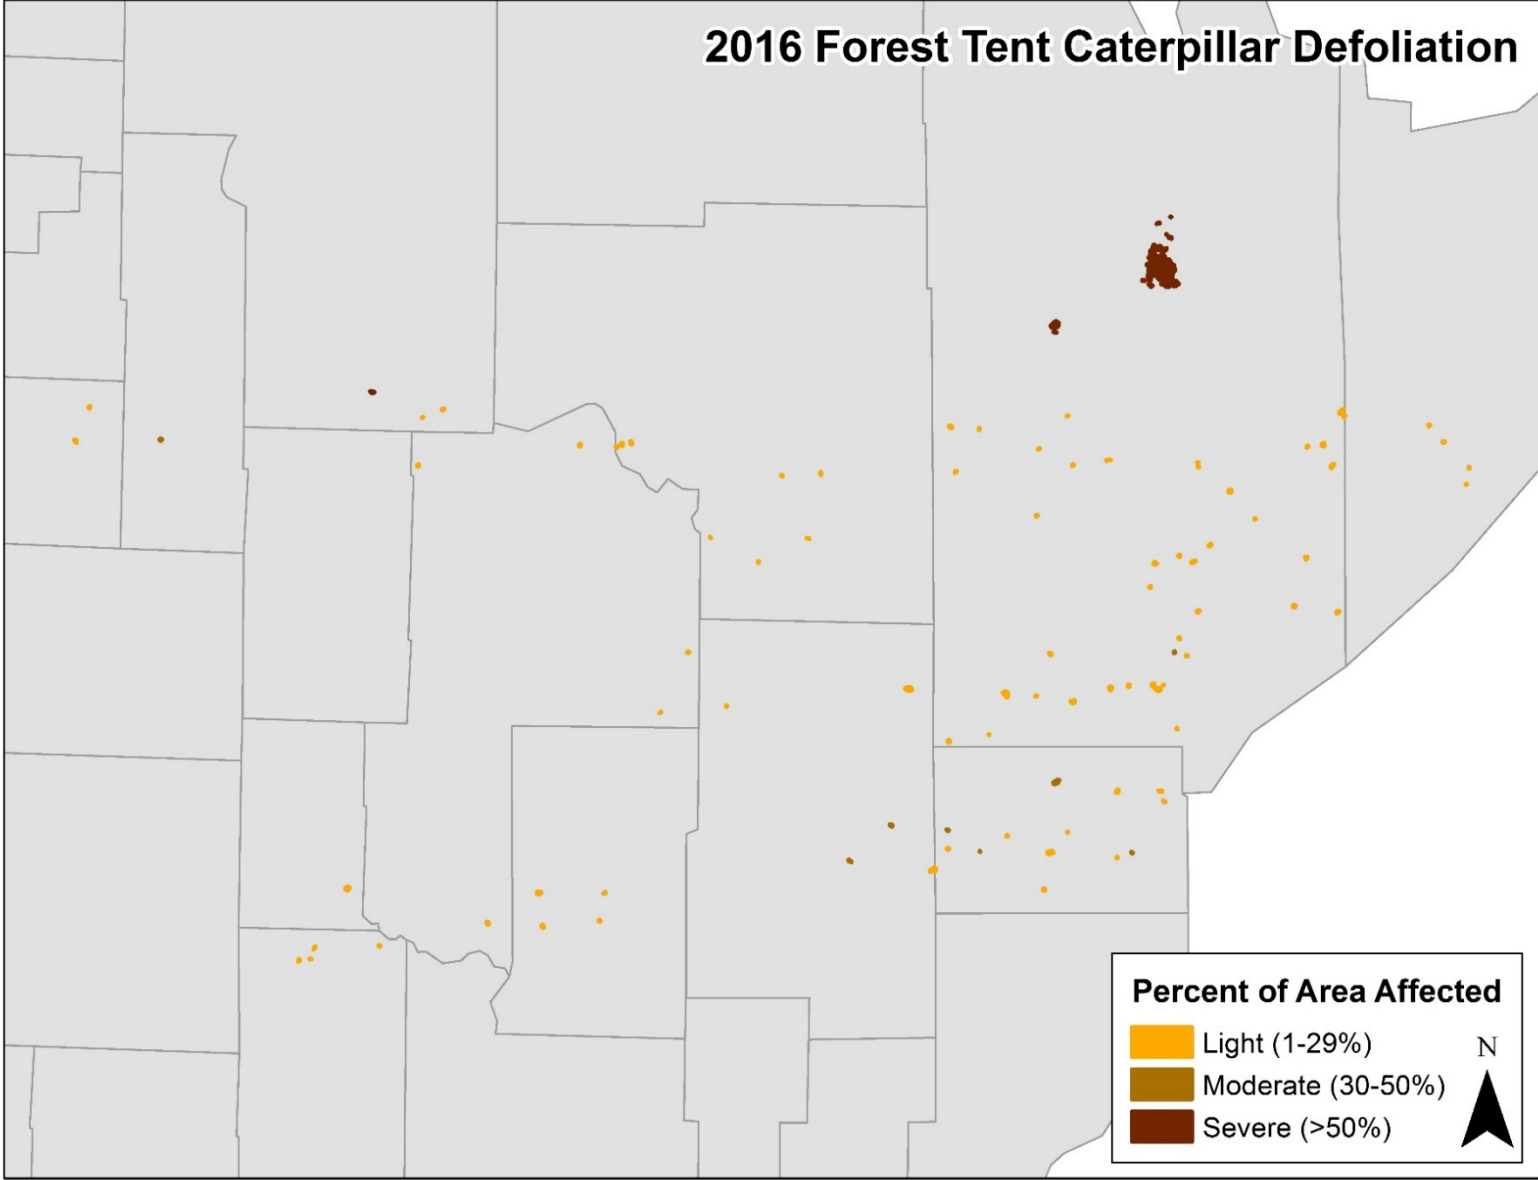 2016 Forest Tent Caterpillar Defoliation
Percent of Area Affected
Light (1-29%)
N
Moderate (30-50%)
Severe (>50%)